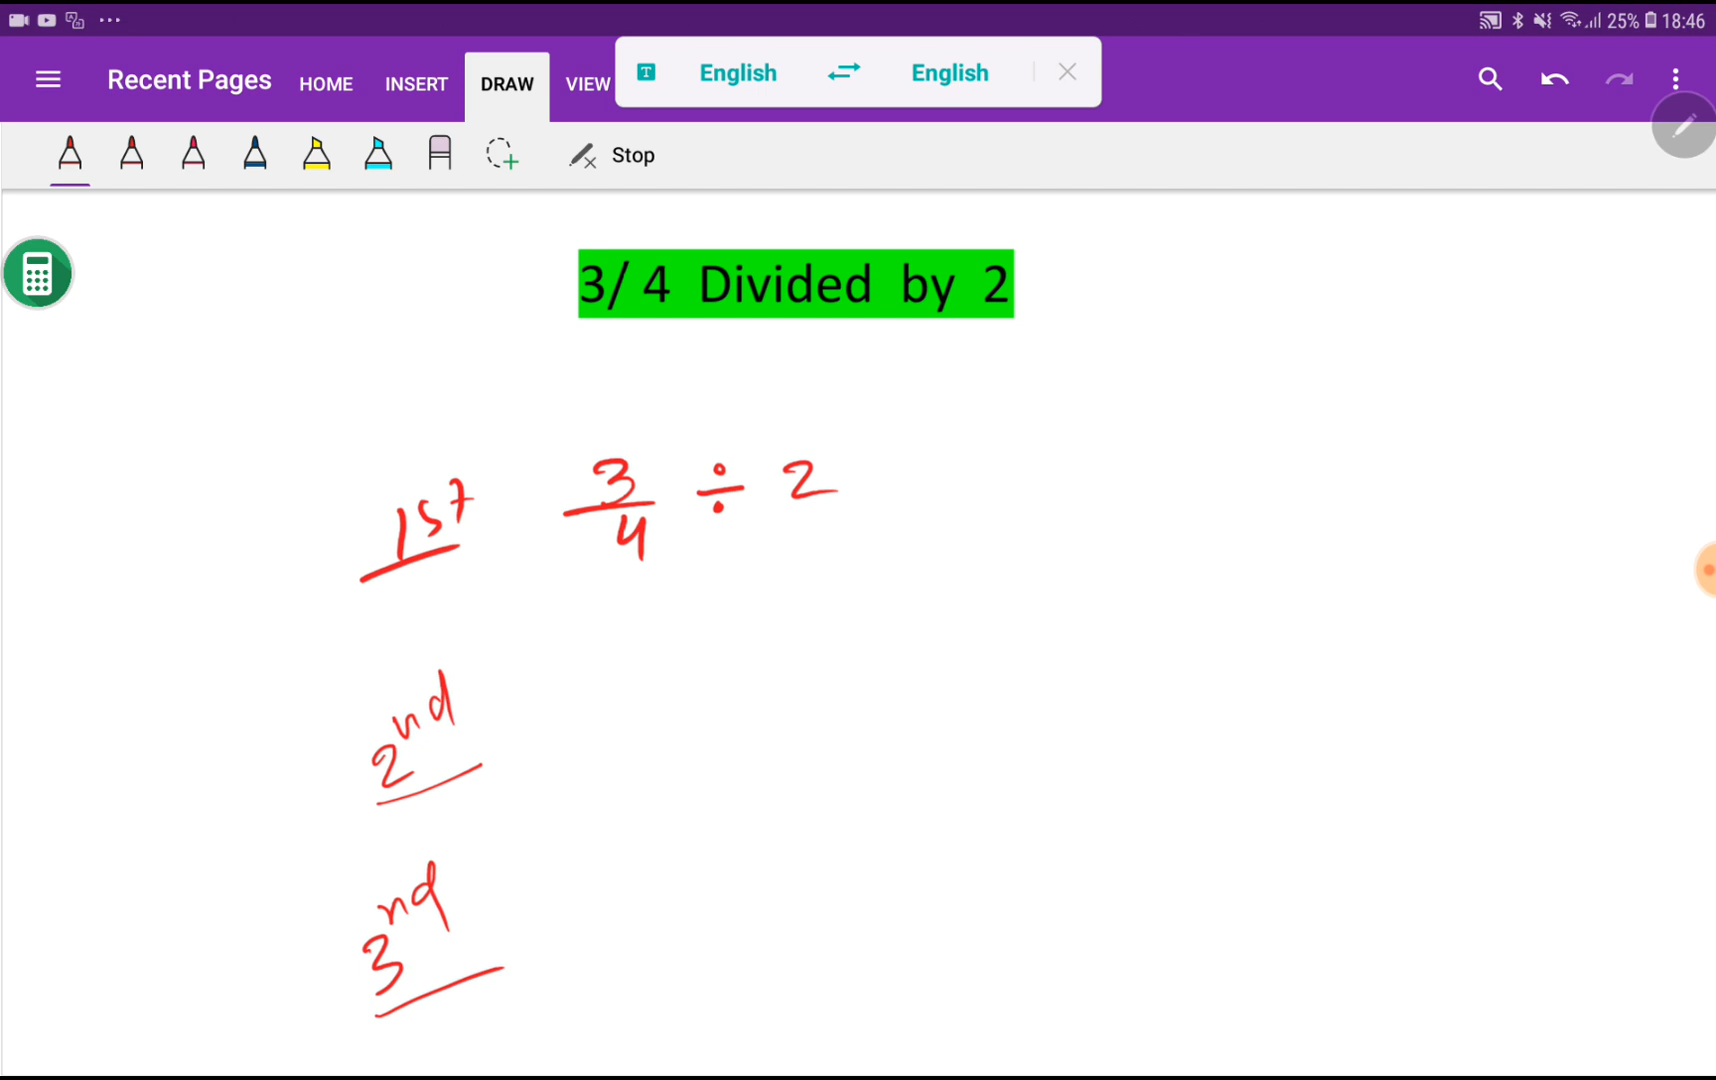 25% 18:46
Recent Pages HOME INSERT DRAW VIEW English English
Stop
3/ 4 Divided by 2
1st 3/4 ÷ 2
2nd
3nd